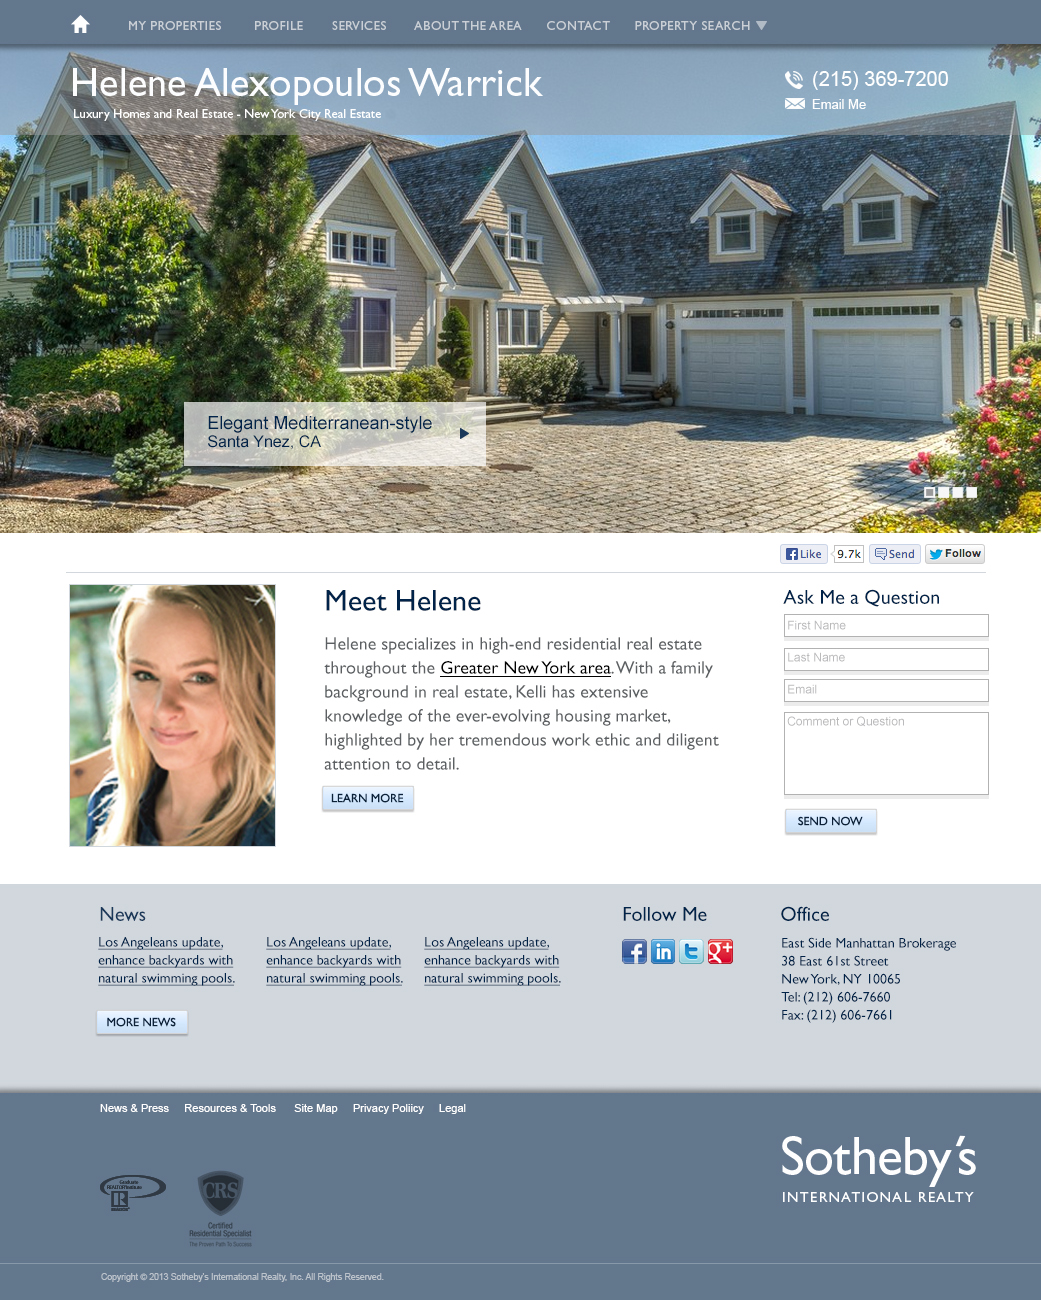 MY PROPERTIES PROFILE SERVICES ABOUT THE AREA CONTACT PROPERTY SEARCH
Helene Alexopoulos Warrick
Luxury Homes and Real Estate - New York City Real Estate
(215) 369-7200
Email Me
Elegant Mediterranean-style
Santa Ynez, CA
Like 9.7k Send Follow
Meet Helene
Helene specializes in high-end residential real estate
throughout the Greater New York area. With a family
background in real estate, Kelli has extensive
knowledge of the ever-evolving housing market,
highlighted by her tremendous work ethic and diligent
attention to detail.
LEARN MORE
Ask Me a Question
First Name
Last Name
Email
Comment or Question
SEND NOW
News
Los Angeleans update,
enhance backyards with
natural swimming pools.
Los Angeleans update,
enhance backyards with
natural swimming pools.
Los Angeleans update,
enhance backyards with
natural swimming pools.
MORE NEWS
Follow Me
Office
East Side Manhattan Brokerage
38 East 61st Street
New York, NY 10065
Tel: (212) 606-7660
Fax: (212) 606-7661
News & Press Resources & Tools Site Map Privacy Poliicy Legal
Graduate
REALTOR Institute
R
CRS
Certified
Residential Specialist
The Proven Path To Success
Sotheby's
INTERNATIONAL REALTY
Copyright © 2013 Sotheby's International Realty, Inc. All Rights Reserved.